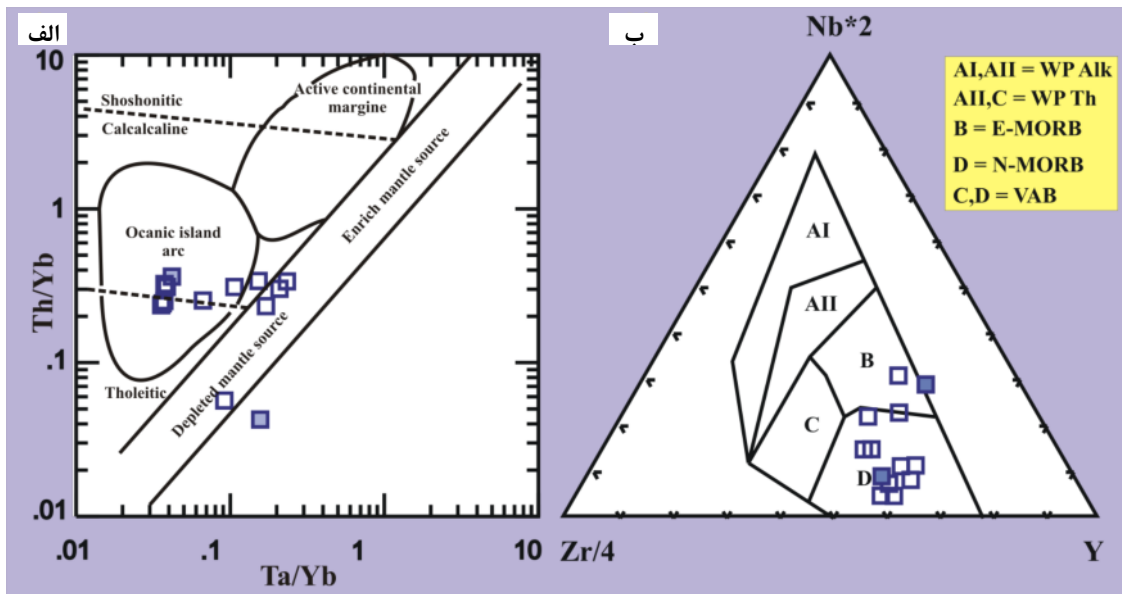 الف
10
1
.1
.01
Th/Yb
.01
.1
1
10
Ta/Yb
Shoshonitic
Calcalcaline
Active continental
margine
Ocanic island
arc
Tholeitic
Enrich mantle source
Depleted mantle source
ب
Nb*2
AI,AII = WP Alk
AII,C = WP Th
B = E-MORB
D = N-MORB
C,D = VAB
AI
AII
B
C
D
Zr/4
Y